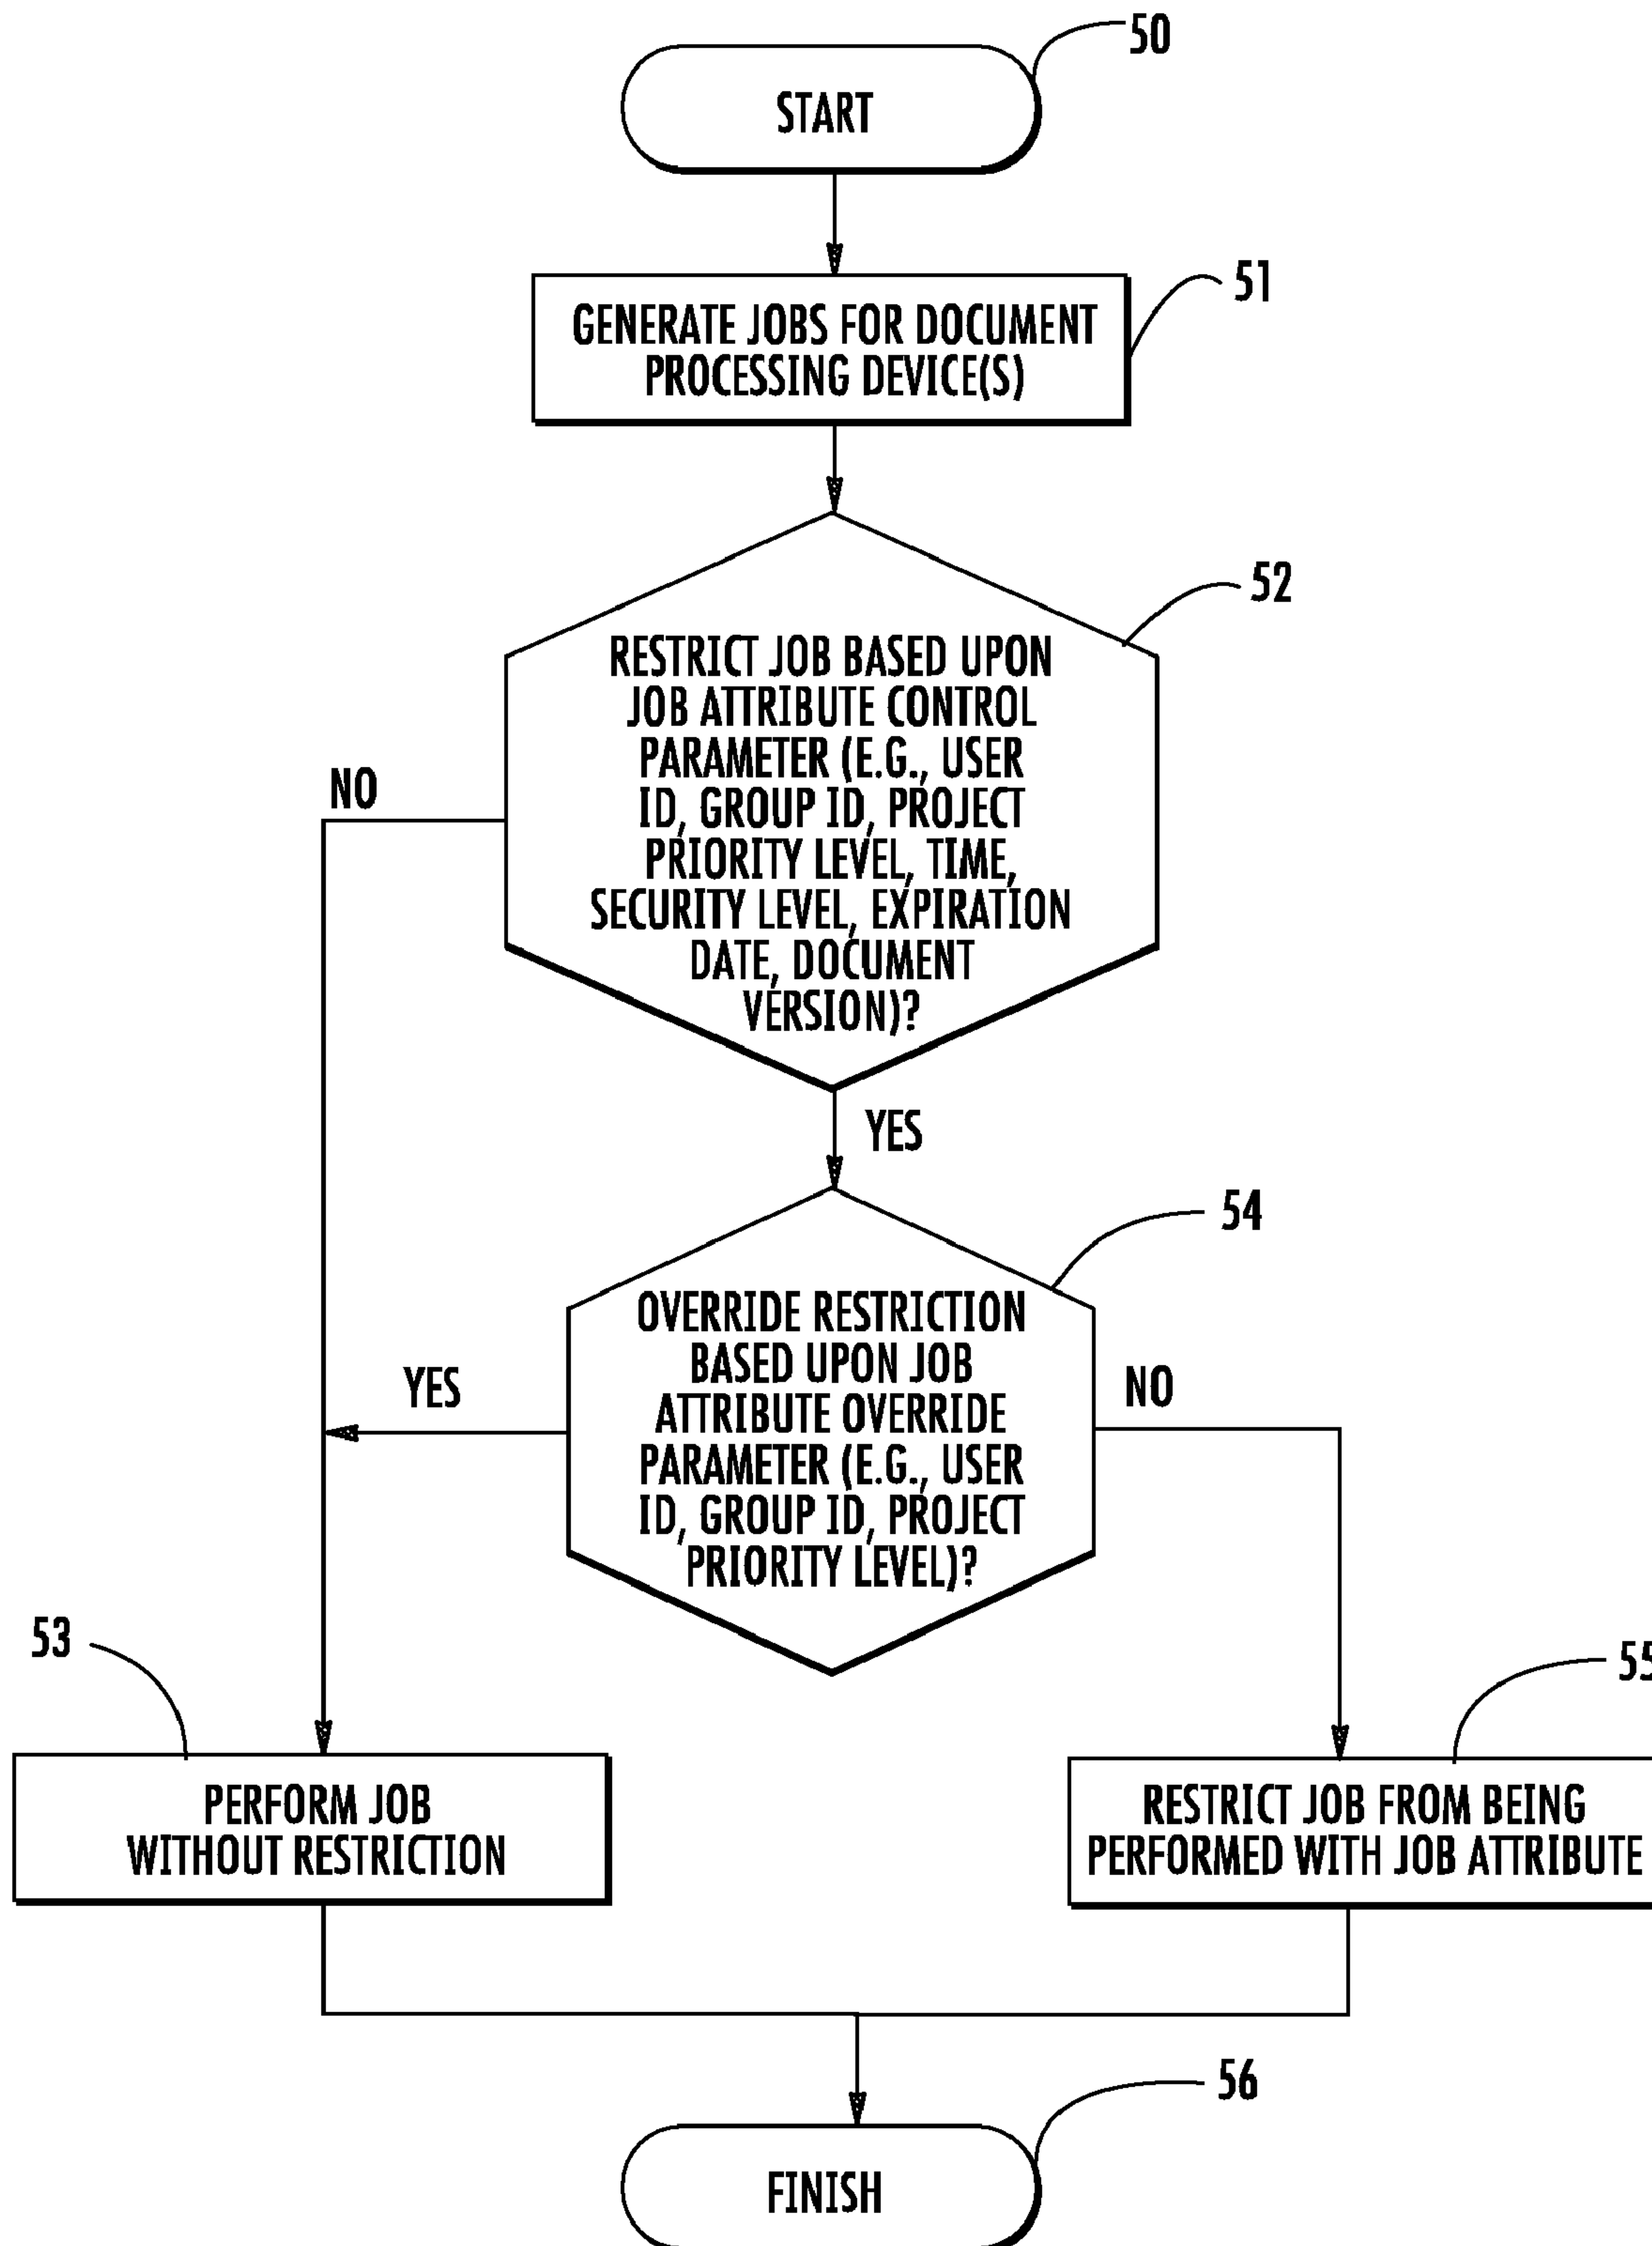 50
START
51
GENERATE JOBS FOR DOCUMENT
PROCESSING DEVICE(S)
52
RESTRICT JOB BASED UPON
JOB ATTRIBUTE CONTROL
PARAMETER (E.G., USER
ID, GROUP ID, PROJECT
PRIORITY LEVEL, TIME,
SECURITY LEVEL, EXPIRATION
DATE, DOCUMENT
VERSION)?
NO
YES
54
OVERRIDE RESTRICTION
BASED UPON JOB
ATTRIBUTE OVERRIDE
PARAMETER (E.G., USER
ID, GROUP ID, PROJECT
PRIORITY LEVEL)?
YES
NO
53
55
PERFORM JOB
WITHOUT RESTRICTION
RESTRICT JOB FROM BEING
PERFORMED WITH JOB ATTRIBUTE
56
FINISH